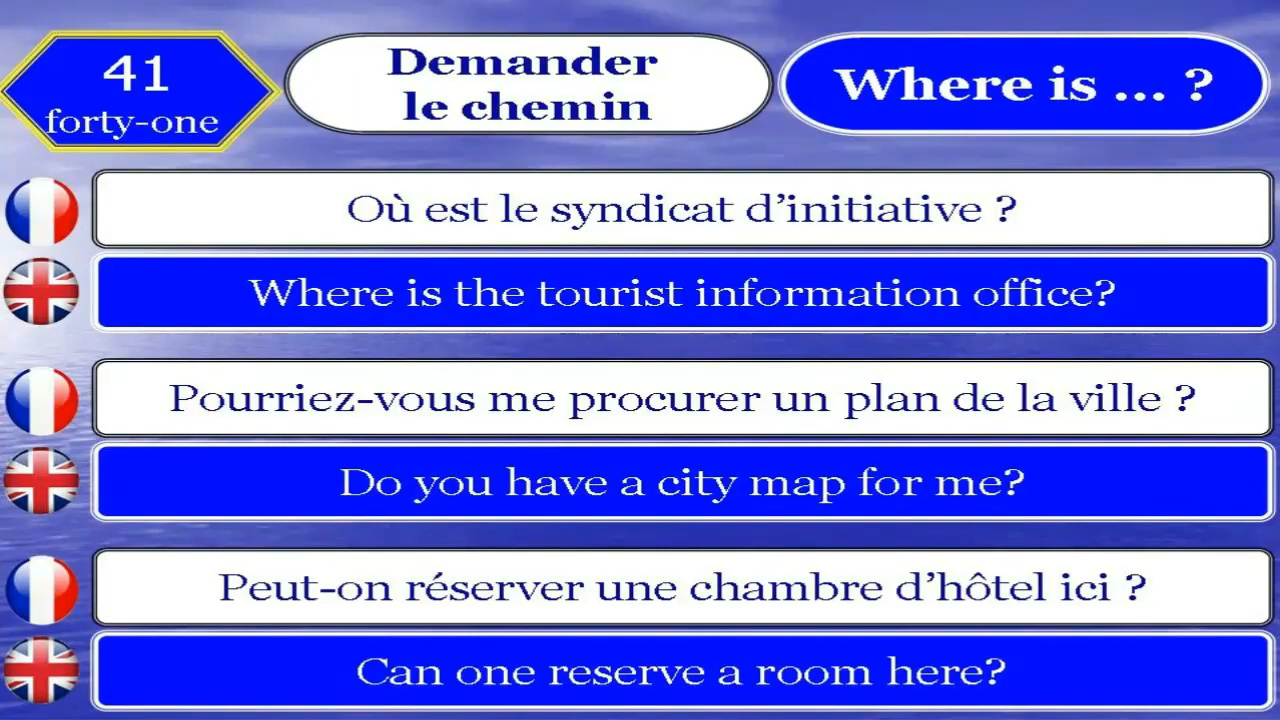 41
forty-one
Demander
le chemin
Where is ... ?
Où est le syndicat d’initiative ?
Where is the tourist information office?
Pourriez-vous me procurer un plan de la ville ?
Do you have a city map for me?
Peut-on réserver une chambre d’hôtel ici ?
Can one reserve a room here?